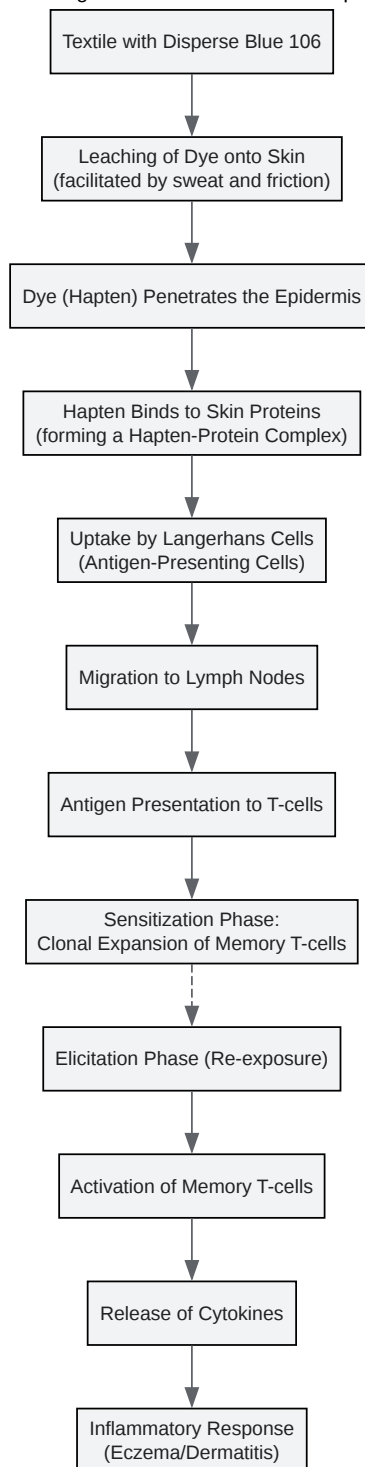 Textile with Disperse Blue 106
Leaching of Dye onto Skin
(facilitated by sweat and friction)
Dye (Hapten) Penetrates the Epidermis
Hapten Binds to Skin Proteins
(forming a Hapten-Protein Complex)
Uptake by Langerhans Cells
(Antigen-Presenting Cells)
Migration to Lymph Nodes
Antigen Presentation to T-cells
Sensitization Phase:
Clonal Expansion of Memory T-cells
Elicitation Phase (Re-exposure)
Activation of Memory T-cells
Release of Cytokines
Inflammatory Response
(Eczema/Dermatitis)